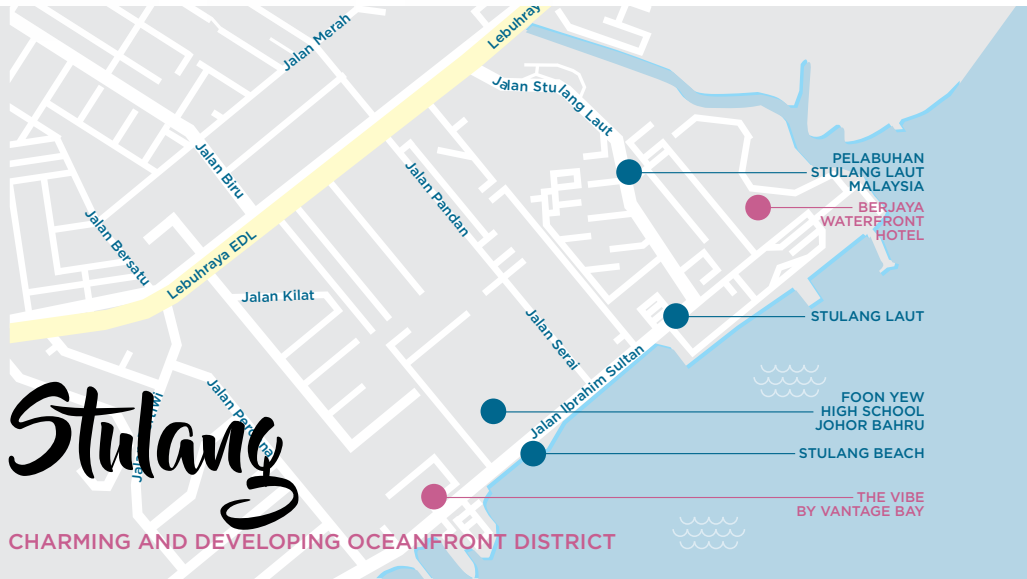 Jalan Merah
Lebuhray
Jalan Stulang Laut
Jalan Biru
Jalan Pandan
PELABUHAN
STULANG LAUT
MALAYSIA
BERJAYA
WATERFRONT
HOTEL
Jalan Bersatu
Lebuhraya EDL
Jalan Kilat
STULANG LAUT
Jalan Serai
Jalan Ibrahim Sultan
FOON YEW
HIGH SCHOOL
JOHOR BAHRU
STULANG BEACH
Stulang
THE VIBE
BY VANTAGE BAY
CHARMING AND DEVELOPING OCEANFRONT DISTRICT